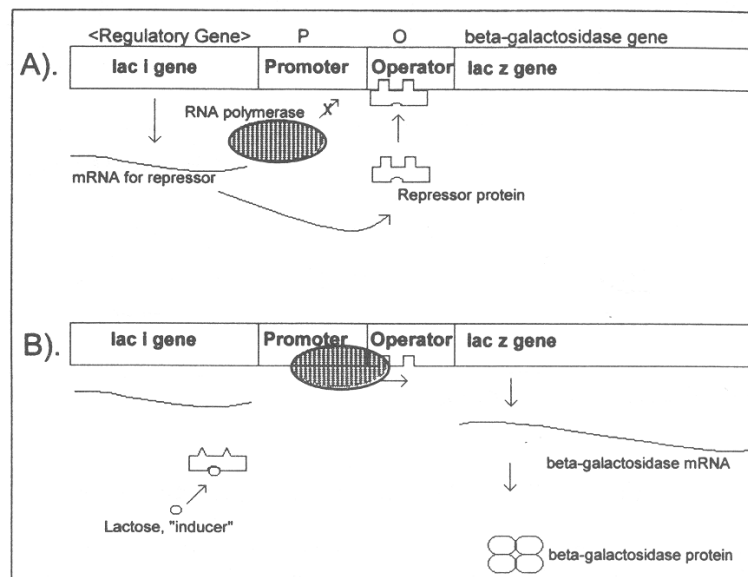 <Regulatory Gene> P O beta-galactosidase gene
A).
lac i gene Promoter Operator lac z gene
RNA polymerase
x
mRNA for repressor
Repressor protein
B).
lac i gene Promoter Operator lac z gene
beta-galactosidase mRNA
Lactose, "inducer"
beta-galactosidase protein